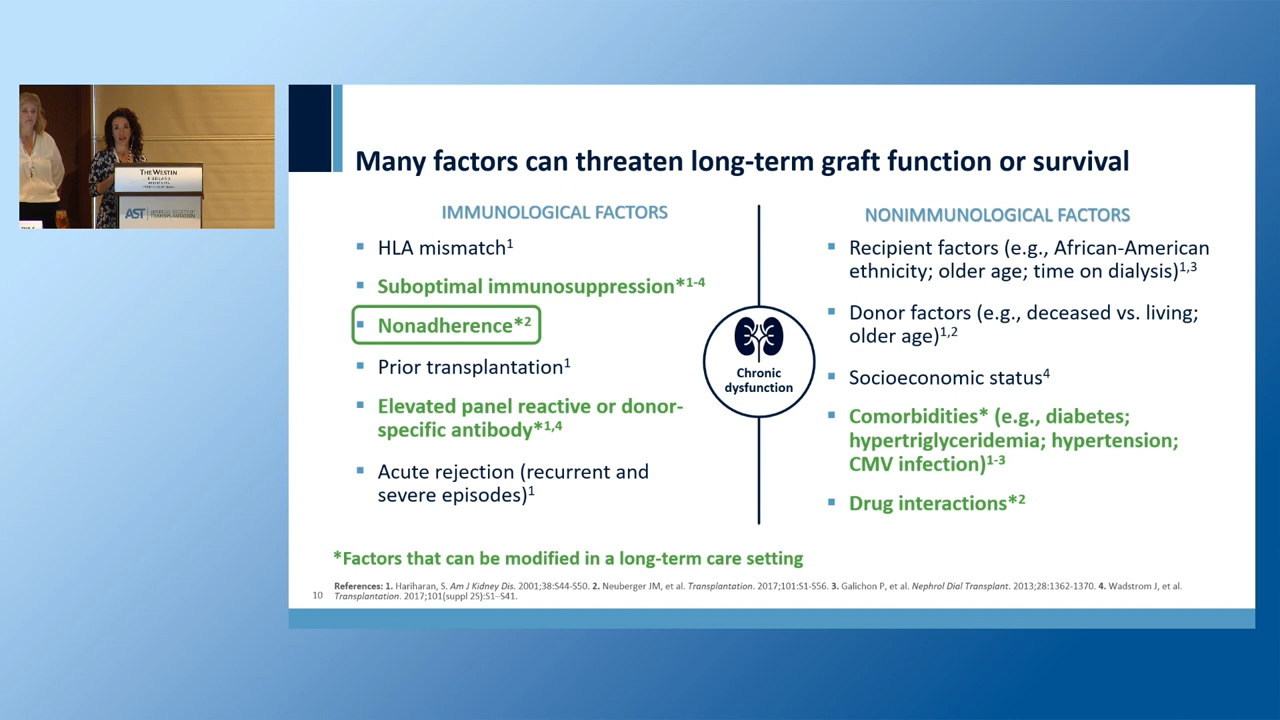 THE WESTIN
AST
TRANSPLANTATION
Many factors can threaten long-term graft function or survival
IMMUNOLOGICAL FACTORS
▪ HLA mismatch¹
▪ Suboptimal immunosuppression*¹⁻⁴
▪ Nonadherence*²
▪ Prior transplantation¹
▪ Elevated panel reactive or donor-
specific antibody*¹,⁴
▪ Acute rejection (recurrent and
severe episodes)¹
Chronic
dysfunction
NONIMMUNOLOGICAL FACTORS
▪ Recipient factors (e.g., African-American
ethnicity; older age; time on dialysis)¹,³
▪ Donor factors (e.g., deceased vs. living;
older age)¹,²
▪ Socioeconomic status⁴
▪ Comorbidities* (e.g., diabetes;
hypertriglyceridemia; hypertension;
CMV infection)¹⁻³
▪ Drug interactions*²
*Factors that can be modified in a long-term care setting
References: 1. Hariharan, S. Am J Kidney Dis. 2001;38:S44-S50. 2. Neuberger JM, et al. Transplantation. 2017;101:S1-S56. 3. Galichon P, et al. Nephrol Dial Transplant. 2013;28:1362-1370. 4. Wadstrom J, et al.
Transplantation. 2017;101(suppl 2S):S1–S41.
10